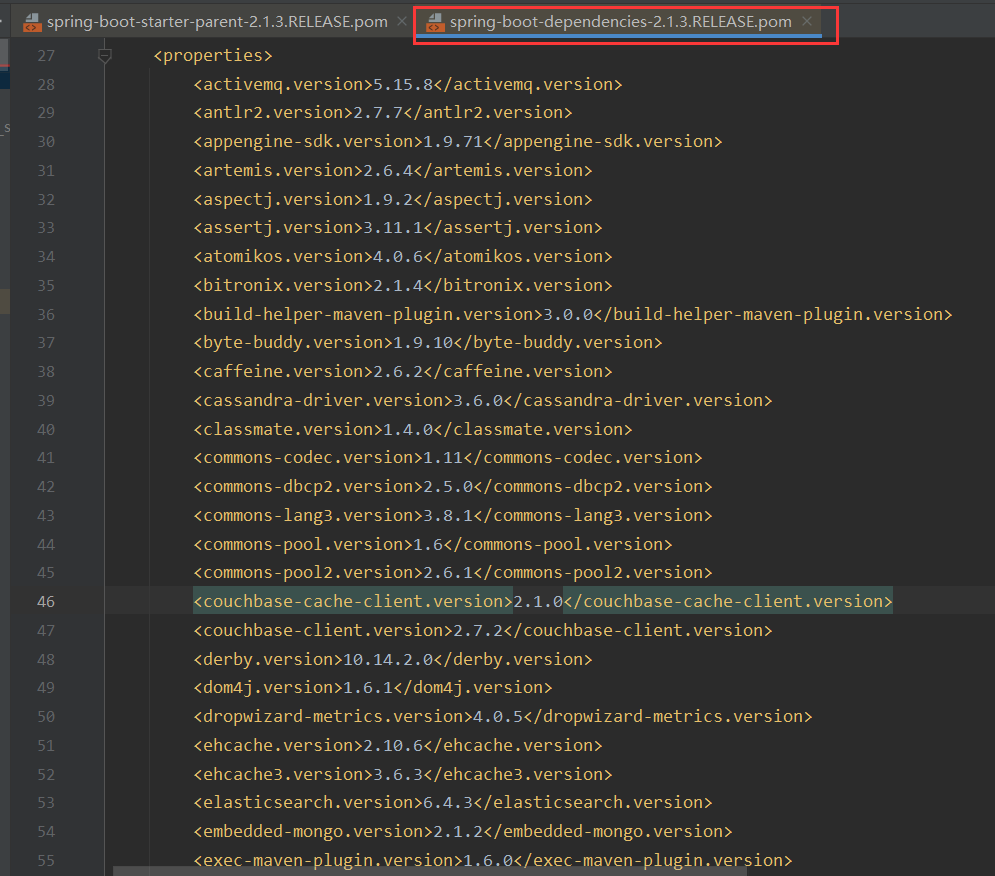 spring-boot-starter-parent-2.1.3.RELEASE.pom × spring-boot-dependencies-2.1.3.RELEASE.pom ×
27 <properties>
28 <activemq.version>5.15.8</activemq.version>
29 <antlr2.version>2.7.7</antlr2.version>
30 <appengine-sdk.version>1.9.71</appengine-sdk.version>
31 <artemis.version>2.6.4</artemis.version>
32 <aspectj.version>1.9.2</aspectj.version>
33 <assertj.version>3.11.1</assertj.version>
34 <atomikos.version>4.0.6</atomikos.version>
35 <bitronix.version>2.1.4</bitronix.version>
36 <build-helper-maven-plugin.version>3.0.0</build-helper-maven-plugin.version>
37 <byte-buddy.version>1.9.10</byte-buddy.version>
38 <caffeine.version>2.6.2</caffeine.version>
39 <cassandra-driver.version>3.6.0</cassandra-driver.version>
40 <classmate.version>1.4.0</classmate.version>
41 <commons-codec.version>1.11</commons-codec.version>
42 <commons-dbcp2.version>2.5.0</commons-dbcp2.version>
43 <commons-lang3.version>3.8.1</commons-lang3.version>
44 <commons-pool.version>1.6</commons-pool.version>
45 <commons-pool2.version>2.6.1</commons-pool2.version>
46 <couchbase-cache-client.version>2.1.0</couchbase-cache-client.version>
47 <couchbase-client.version>2.7.2</couchbase-client.version>
48 <derby.version>10.14.2.0</derby.version>
49 <dom4j.version>1.6.1</dom4j.version>
50 <dropwizard-metrics.version>4.0.5</dropwizard-metrics.version>
51 <ehcache.version>2.10.6</ehcache.version>
52 <ehcache3.version>3.6.3</ehcache3.version>
53 <elasticsearch.version>6.4.3</elasticsearch.version>
54 <embedded-mongo.version>2.1.2</embedded-mongo.version>
55 <exec-maven-plugin.version>1.6.0</exec-maven-plugin.version>